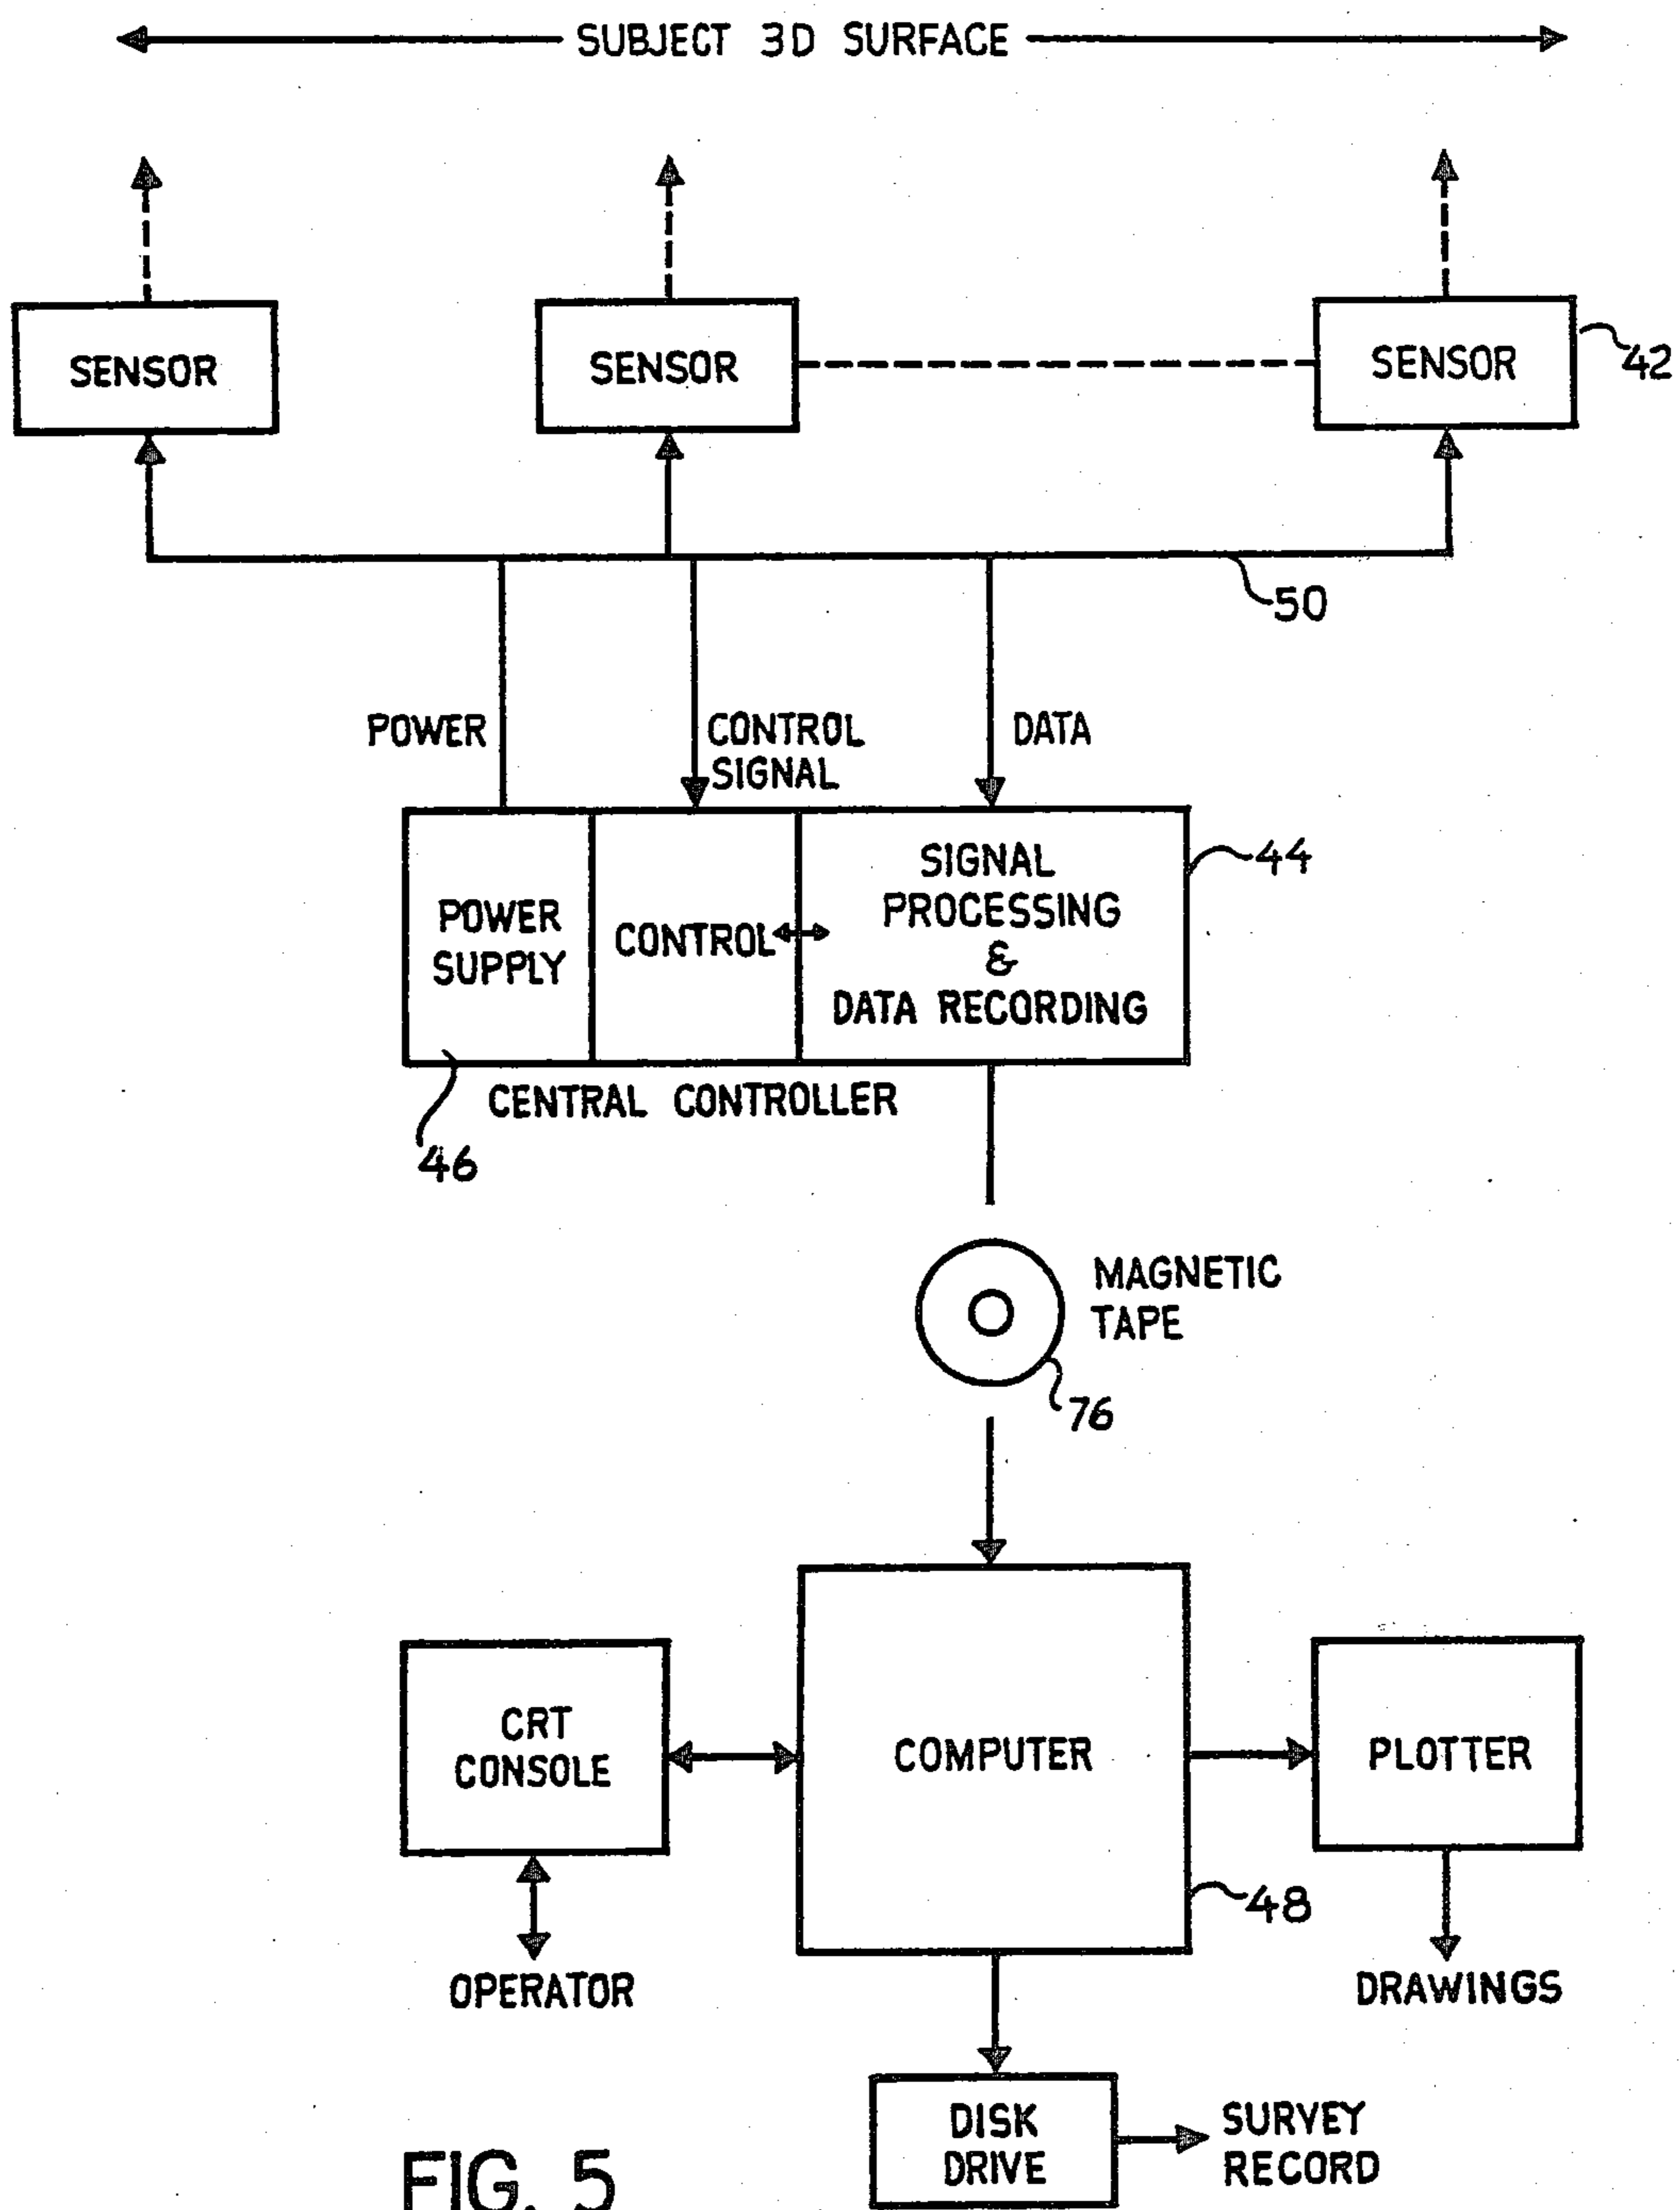 SUBJECT 3D SURFACE
SENSOR
SENSOR
SENSOR
42
50
POWER
CONTROL
SIGNAL
DATA
POWER
SUPPLY
CONTROL
SIGNAL
PROCESSING
&
DATA RECORDING
44
CENTRAL CONTROLLER
46
MAGNETIC
TAPE
76
CRT
CONSOLE
COMPUTER
PLOTTER
48
OPERATOR
DRAWINGS
DISK
DRIVE
SURVEY
RECORD
FIG. 5